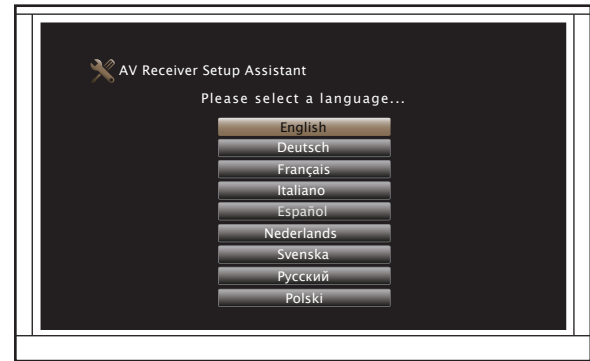 AV Receiver Setup Assistant
Please select a language...
English
Deutsch
Français
Italiano
Español
Nederlands
Svenska
Русский
Polski